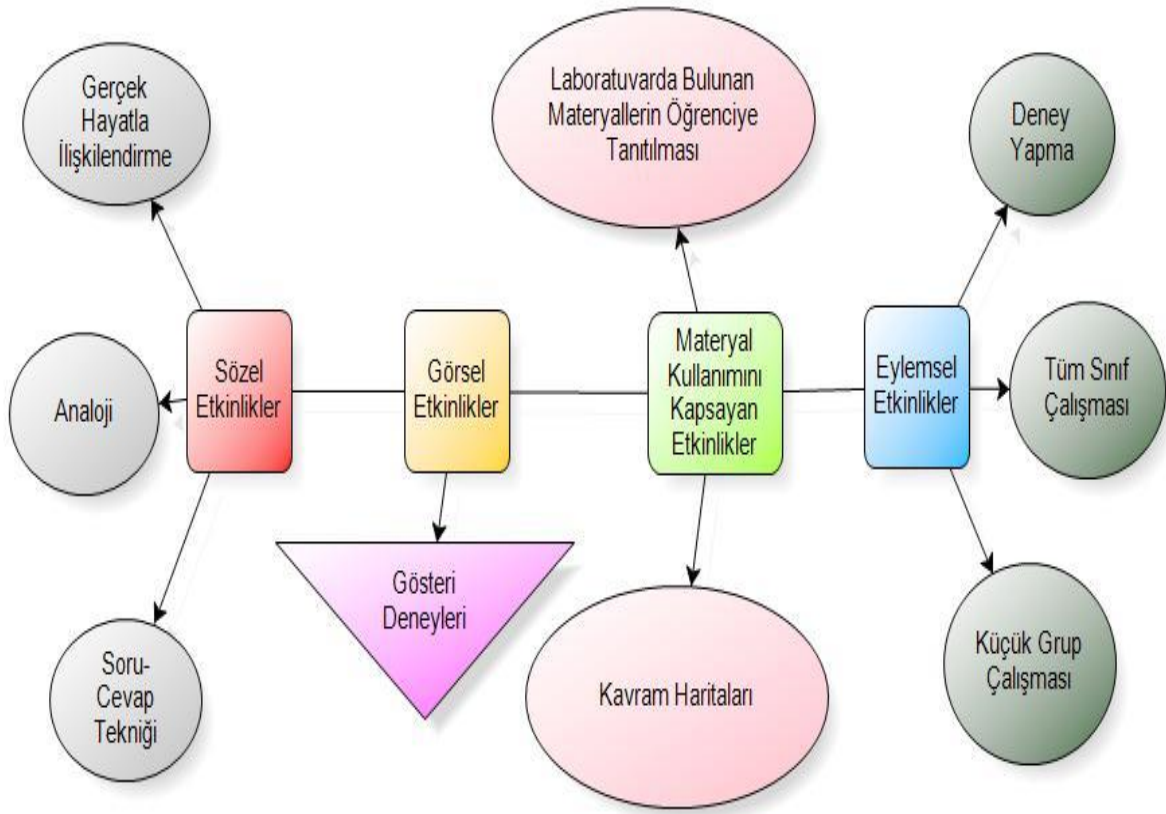 Gerçek
Hayatla
İlişkilendirme
Laboratuvarda Bulunan
Materyallerin Öğrenciye
Tanıtılması
Deney
Yapma
Analoji
Sözel
Etkinlikler
Görsel
Etkinlikler
Materyal
Kullanımını
Kapsayan
Etkinlikler
Eylemsel
Etkinlikler
Tüm Sınıf
Çalışması
Soru-
Cevap
Tekniği
Gösteri
Deneyleri
Kavram Haritaları
Küçük Grup
Çalışması